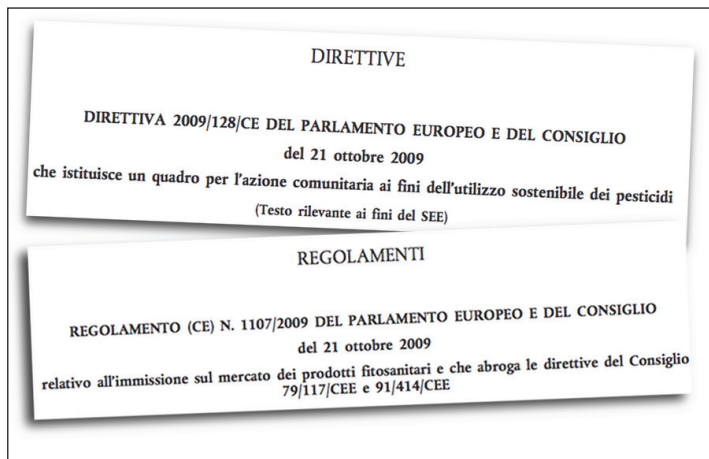 DIRETTIVE
DIRETTIVA 2009/128/CE DEL PARLAMENTO EUROPEO E DEL CONSIGLIO
del 21 ottobre 2009
che istituisce un quadro per l'azione comunitaria ai fini dell'utilizzo sostenibile dei pesticidi
(Testo rilevante ai fini del SEE)
REGOLAMENTI
REGOLAMENTO (CE) N. 1107/2009 DEL PARLAMENTO EUROPEO E DEL CONSIGLIO
del 21 ottobre 2009
relativo all'immissione sul mercato dei prodotti fitosanitari e che abroga le direttive del Consiglio
79/117/CEE e 91/414/CEE